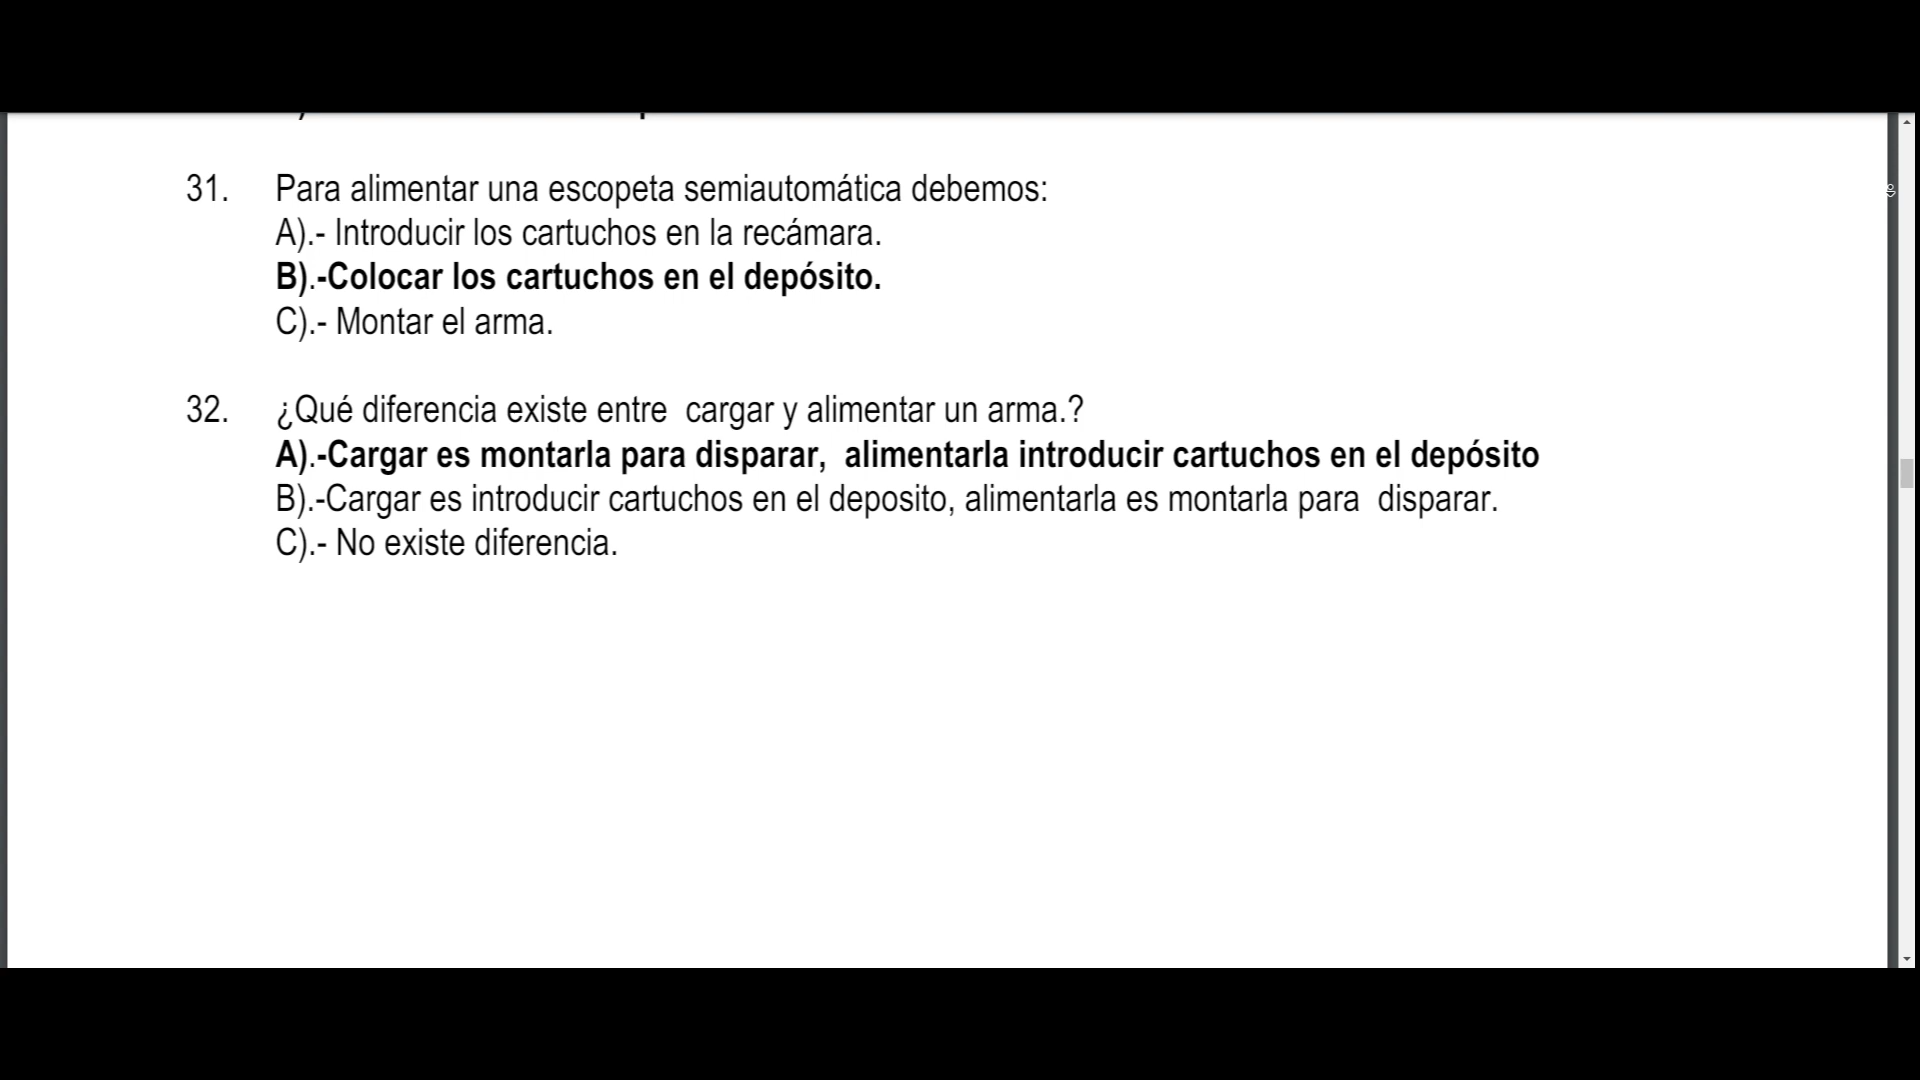 31. Para alimentar una escopeta semiautomática debemos:
A).- Introducir los cartuchos en la recámara.
B).-Colocar los cartuchos en el depósito.
C).- Montar el arma.
32. ¿Qué diferencia existe entre  cargar y alimentar un arma.?
A).-Cargar es montarla para disparar,  alimentarla introducir cartuchos en el depósito
B).-Cargar es introducir cartuchos en el deposito, alimentarla es montarla para  disparar.
C).- No existe diferencia.